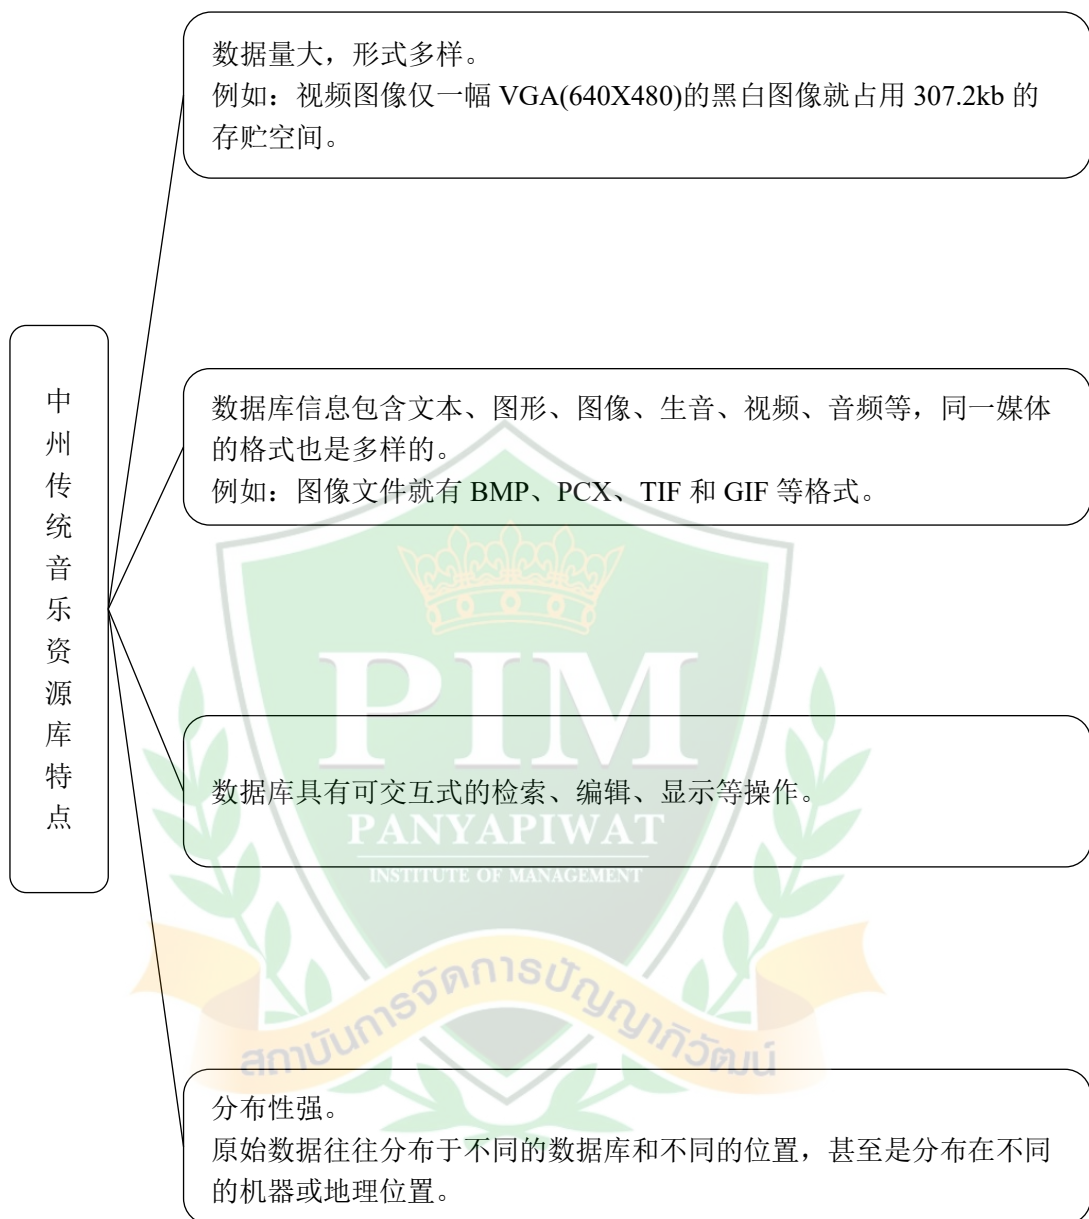 数据量大，形式多样。
例如：视频图像仅一幅 VGA(640X480)的黑白图像就占用 307.2kb 的
存贮空间。
中
州
传
统
音
乐
资
源
库
特
点
数据库信息包含文本、图形、图像、生音、视频、音频等，同一媒体
的格式也是多样的。
例如：图像文件就有 BMP、PCX、TIF 和 GIF 等格式。
PIM
数据库具有可交互式的检索、编辑、显示等操作。
PANYAPIWAT
INSTITUTE OF MANAGEMENT
สถาบันการจัดการปัญญาภิวัฒน์
分布性强。
原始数据往往分布于不同的数据库和不同的位置，甚至是分布在不同
的机器或地理位置。